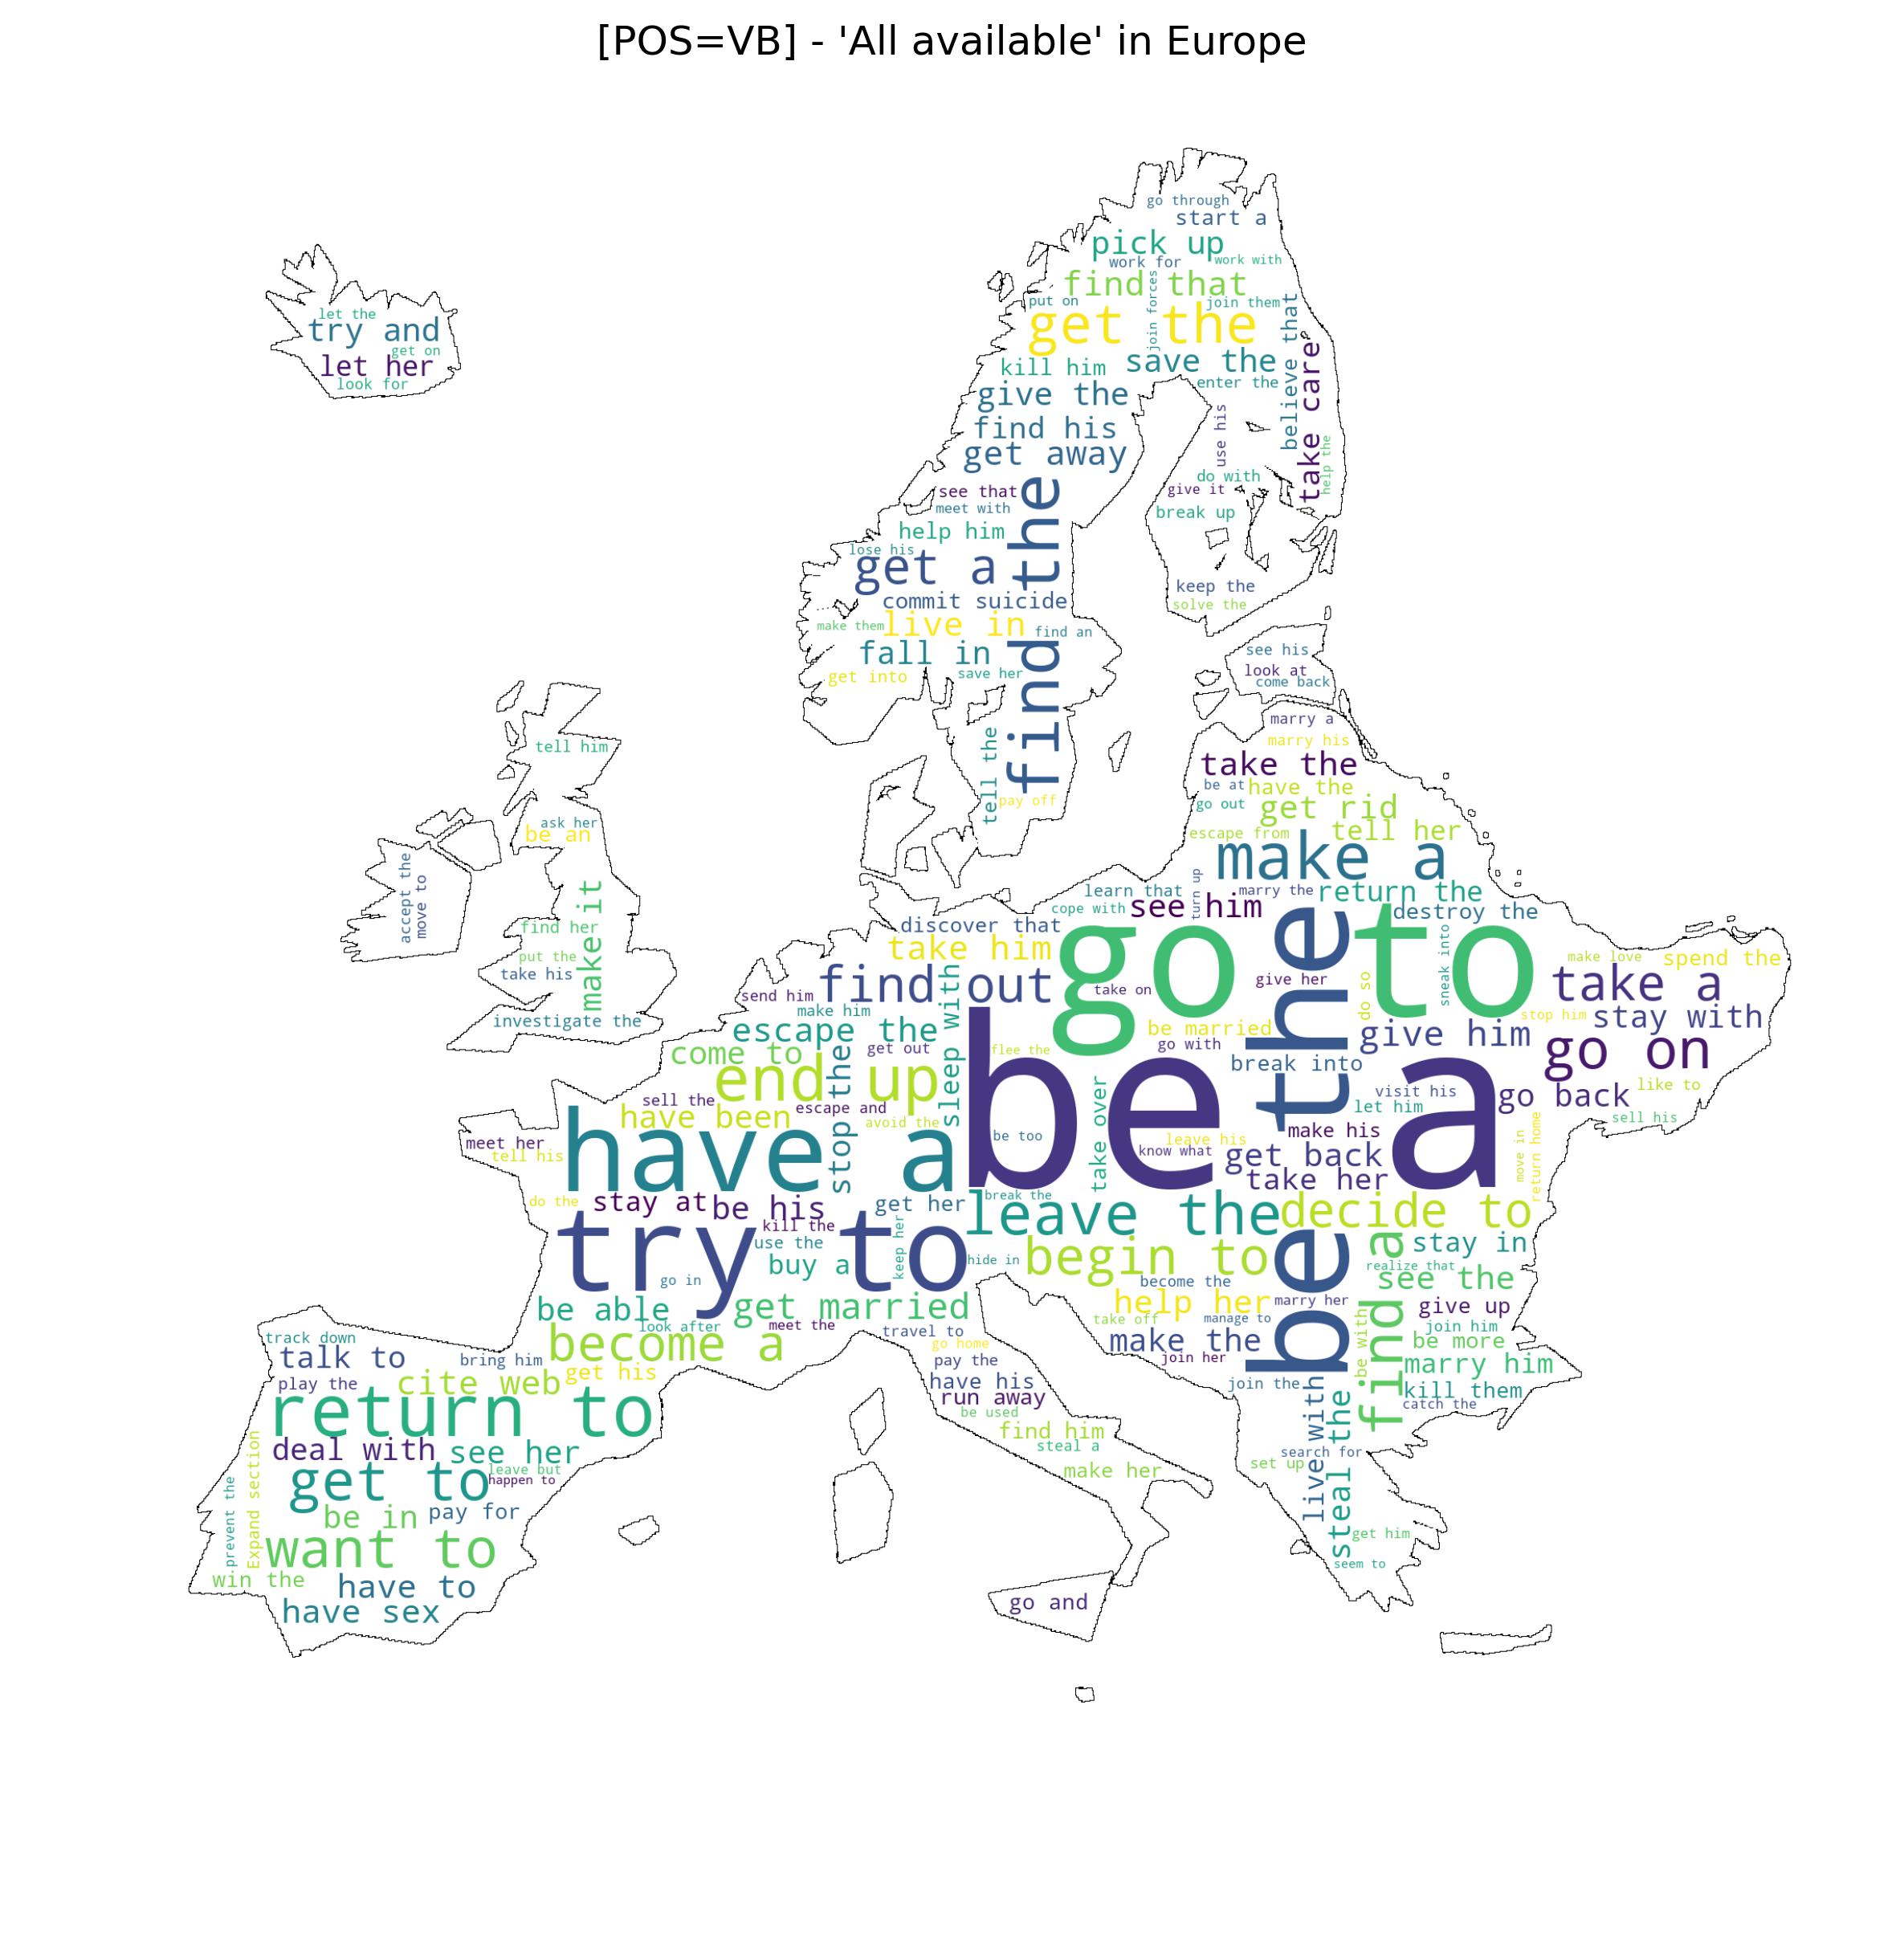 [POS=VB] - 'All available' in Europe
go through
start a
pick up
work for
work with
find that
put on
join forces
join them
get the
believe that
save the
kill him
enter the
take care
give the
use his
find his
get away
help the
do with
see that
give it
meet with
find the
break up
help him
lose his
get a
keep the
commit suicide
solve the
make them
live in
find an
fall in
see his
get into
save her
look at
come back
let the
try and
get on
let her
look for
tell him
ask her
be an
accept the
move to
make it
find her
put the
take his
investigate the
tell the
pay off
marry a
marry his
take the
be at
have the
go out
get rid
escape from
tell her
make a
turn up
learn that
marry the
return the
cope with
see him
destroy the
discover that
take him
go to
sneak into
make love
spend the
find out
sleep with
send him
take on
give her
do so
take a
make him
stop him
stay with
escape the
be married
give him
come to
stop the
get out
flee the
go with
go on
end up
break into
be the
be a
take over
visit his
like to
sell the
let him
go back
have been
escape and
avoid the
sell his
meet her
be too
make his
tell his
have a
leave his
know what
get back
move in
return home
take her
do the
stay at
be his
get her
break the
leave the
decide to
kill the
use the
keep her
try to
buy a
hide in
begin to
find a
stay in
go in
become the
realize that
see the
be able
get married
help her
marry her
give up
look after
meet the
take off
manage to
be with
join him
become a
travel to
go home
make the
be more
track down
talk to
bring him
get his
pay the
join her
marry him
play the
cite web
have his
join the
kill them
return to
run away
live with
steal the
catch the
be used
find him
deal with
see her
steal a
search for
Expand section
get to
leave but
happen to
make her
set up
prevent the
be in
pay for
get him
want to
seem to
win the
have to
go and
have sex